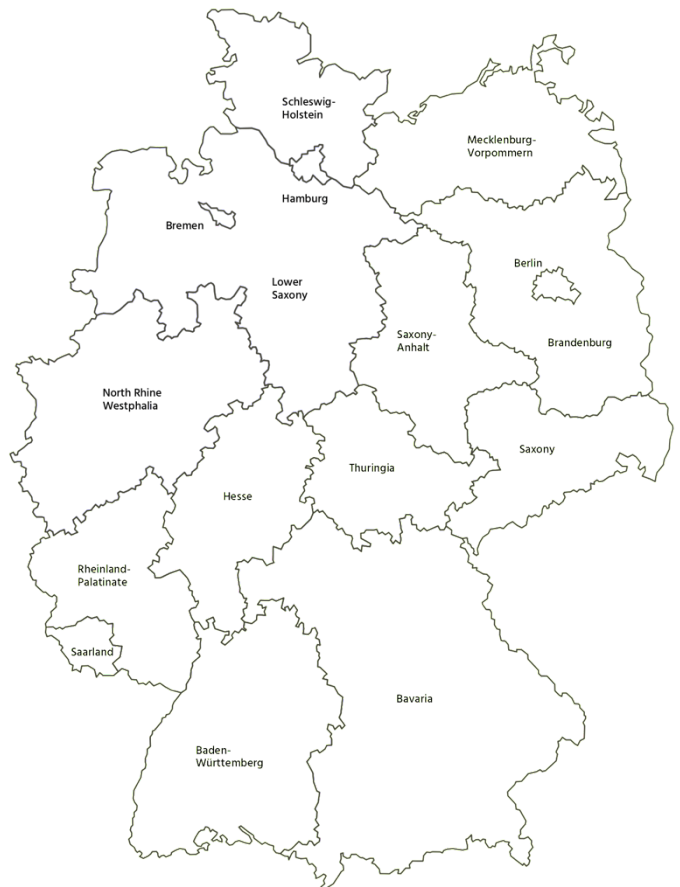 Schleswig-
Holstein
Mecklenburg-
Vorpommern
Hamburg
Bremen
Berlin
Lower
Saxony
Saxony-
Anhalt
Brandenburg
North Rhine
Westphalia
Saxony
Thuringia
Hesse
Rheinland-
Palatinate
Saarland
Bavaria
Baden-
Württemberg